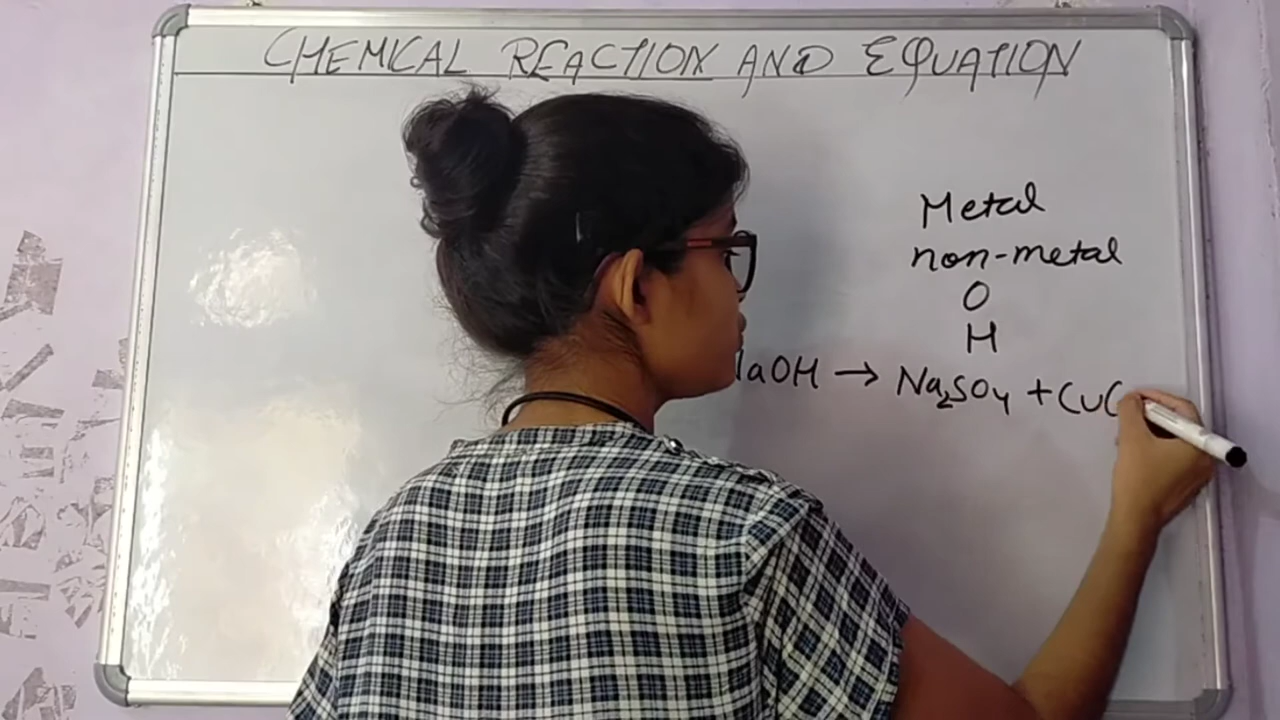 CHEMICAL REACTION AND EQUATION
Metal
non-metal
O
H
NaOH → Na₂SO₄ + Cu(